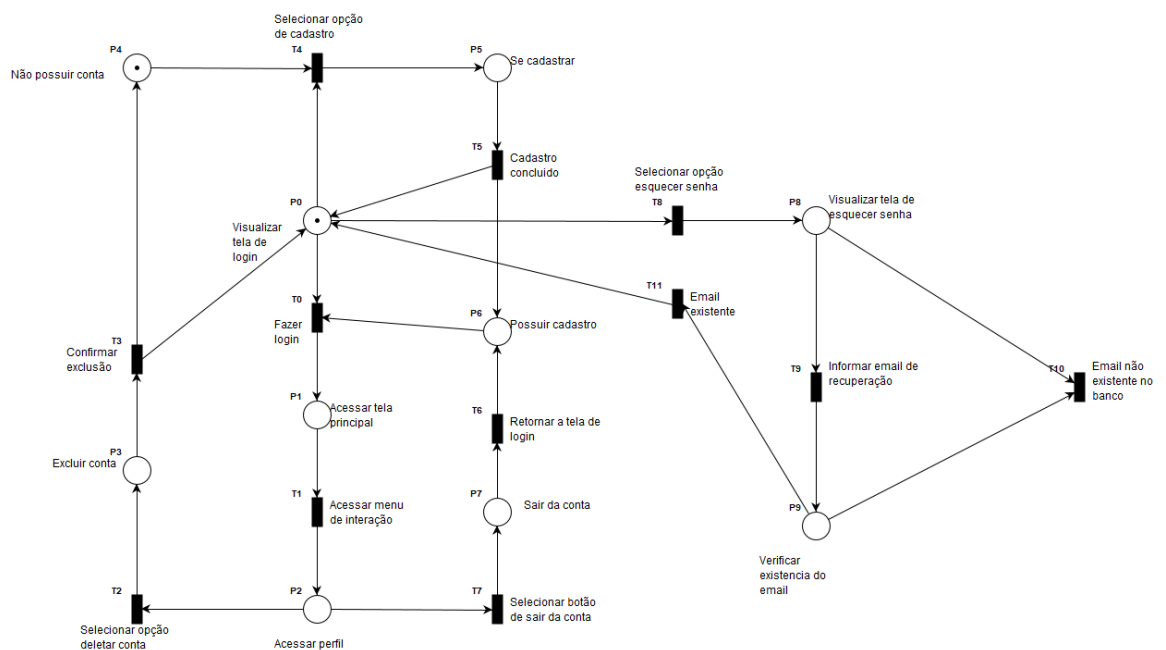 Selecionar opção
de cadastro
P4
T4
P5
Não possuir conta
Se cadastrar
T5
Cadastro
concluido
Selecionar opção
esquecer senha
P0
T8
P8
Visualizar tela de
esquecer senha
Visualizar
tela de
login
T11
Email
existente
T0
P6
Fazer
login
Possuir cadastro
T3
Confirmar
exclusão
T9
Informar email de
recuperação
T10
Email não
existente no
banco
P1
Acessar tela
principal
T6
Retornar a tela de
login
P3
Excluir conta
T1
Acessar menu
de interação
P7
Sair da conta
P9
Verificar
existencia do
email
T2
P2
T7
Selecionar opção
deletar conta
Acessar perfil
Selecionar botão
de sair da conta